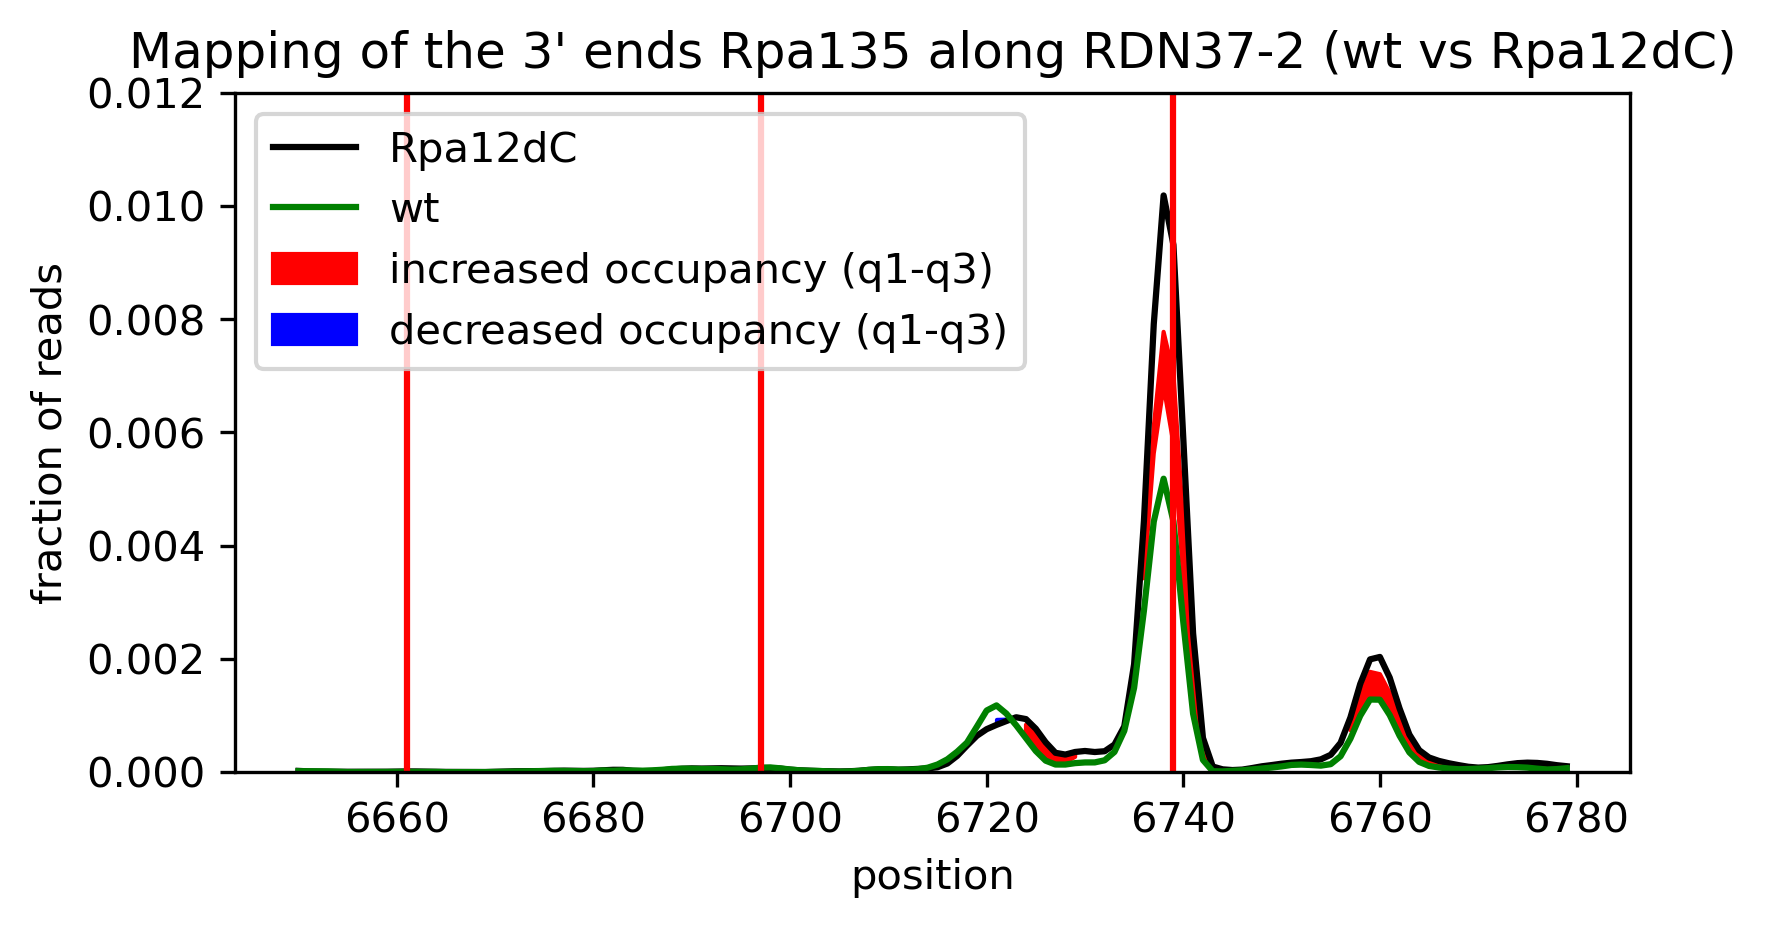 Mapping of the 3' ends Rpa135 along RDN37-2 (wt vs Rpa12dC)
0.012
0.010
0.008
0.006
0.004
0.002
0.000
fraction of reads
Rpa12dC
wt
increased occupancy (q1-q3)
decreased occupancy (q1-q3)
6660 6680 6700 6720 6740 6760 6780
position